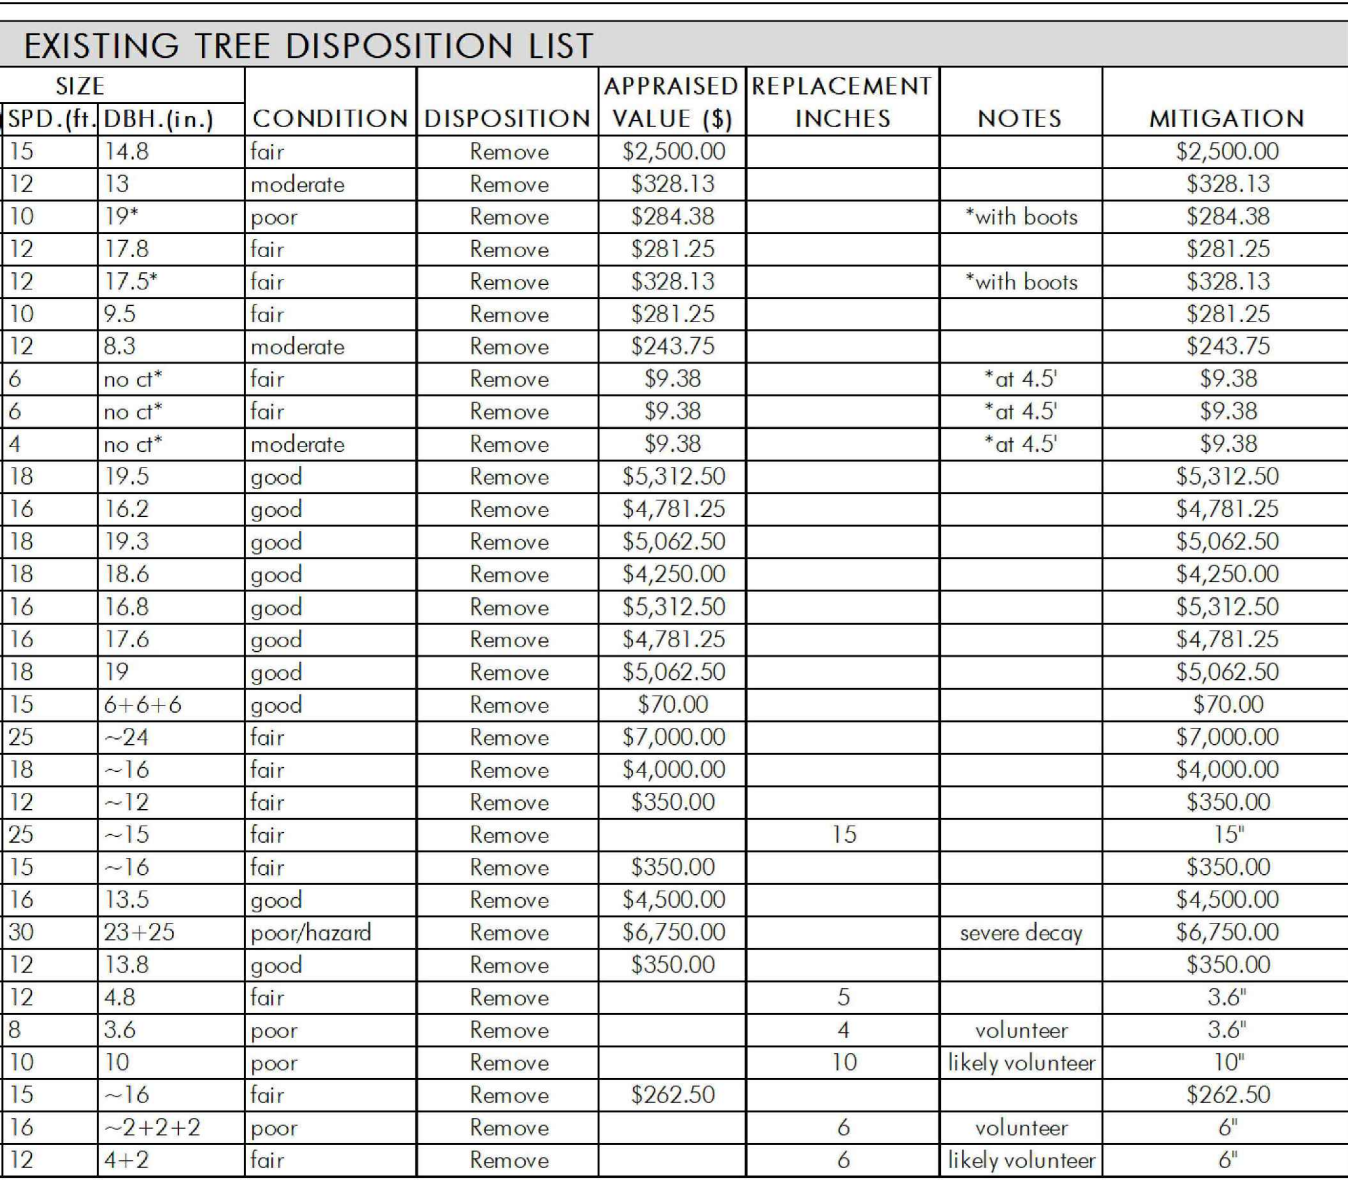 EXISTING TREE DISPOSITION LIST
SIZE APPRAISED REPLACEMENT
SPD.(ft. DBH.(in.) CONDITION DISPOSITION VALUE ($) INCHES NOTES MITIGATION
15 14.8 fair Remove $2,500.00 $2,500.00
12 13 moderate Remove $328.13 $328.13
10 19* poor Remove $284.38 *with boots $284.38
12 17.8 fair Remove $281.25 $281.25
12 17.5* fair Remove $328.13 *with boots $328.13
10 9.5 fair Remove $281.25 $281.25
12 8.3 moderate Remove $243.75 $243.75
6 no ct* fair Remove $9.38 *at 4.5' $9.38
6 no ct* fair Remove $9.38 *at 4.5' $9.38
4 no ct* moderate Remove $9.38 *at 4.5' $9.38
18 19.5 good Remove $5,312.50 $5,312.50
16 16.2 good Remove $4,781.25 $4,781.25
18 19.3 good Remove $5,062.50 $5,062.50
18 18.6 good Remove $4,250.00 $4,250.00
16 16.8 good Remove $5,312.50 $5,312.50
16 17.6 good Remove $4,781.25 $4,781.25
18 19 good Remove $5,062.50 $5,062.50
15 6+6+6 good Remove $70.00 $70.00
25 ~24 fair Remove $7,000.00 $7,000.00
18 ~16 fair Remove $4,000.00 $4,000.00
12 ~12 fair Remove $350.00 $350.00
25 ~15 fair Remove 15 15"
15 ~16 fair Remove $350.00 $350.00
16 13.5 good Remove $4,500.00 $4,500.00
30 23+25 poor/hazard Remove $6,750.00 severe decay $6,750.00
12 13.8 good Remove $350.00 $350.00
12 4.8 fair Remove 5 3.6"
8 3.6 poor Remove 4 volunteer 3.6"
10 10 poor Remove 10 likely volunteer 10"
15 ~16 fair Remove $262.50 $262.50
16 ~2+2+2 poor Remove 6 volunteer 6"
12 4+2 fair Remove 6 likely volunteer 6"